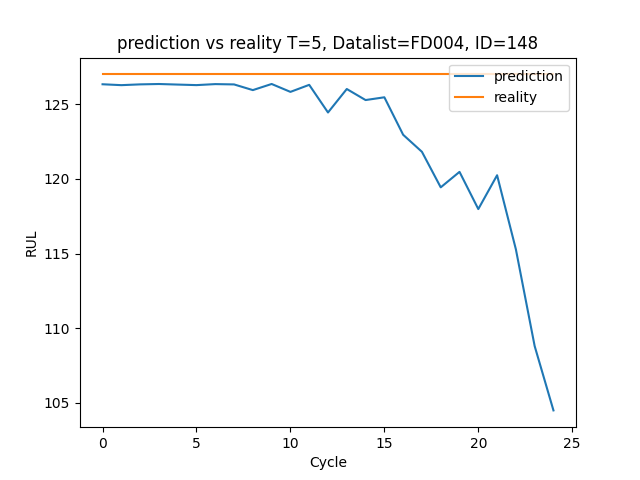 prediction vs reality T=5, Datalist=FD004, ID=148
prediction
reality
RUL
125
120
115
110
105
0 5 10 15 20 25
Cycle